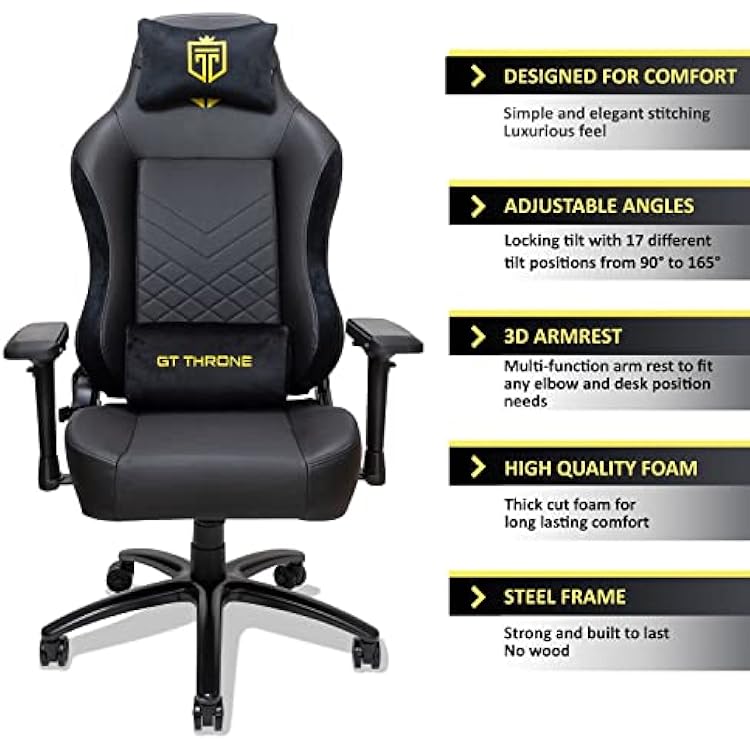 GT THRONE
DESIGNED FOR COMFORT
Simple and elegant stitching
Luxurious feel
ADJUSTABLE ANGLES
Locking tilt with 17 different
tilt positions from 90° to 165°
3D ARMREST
Multi-function arm rest to fit
any elbow and desk position
needs
HIGH QUALITY FOAM
Thick cut foam for
long lasting comfort
STEEL FRAME
Strong and built to last
No wood